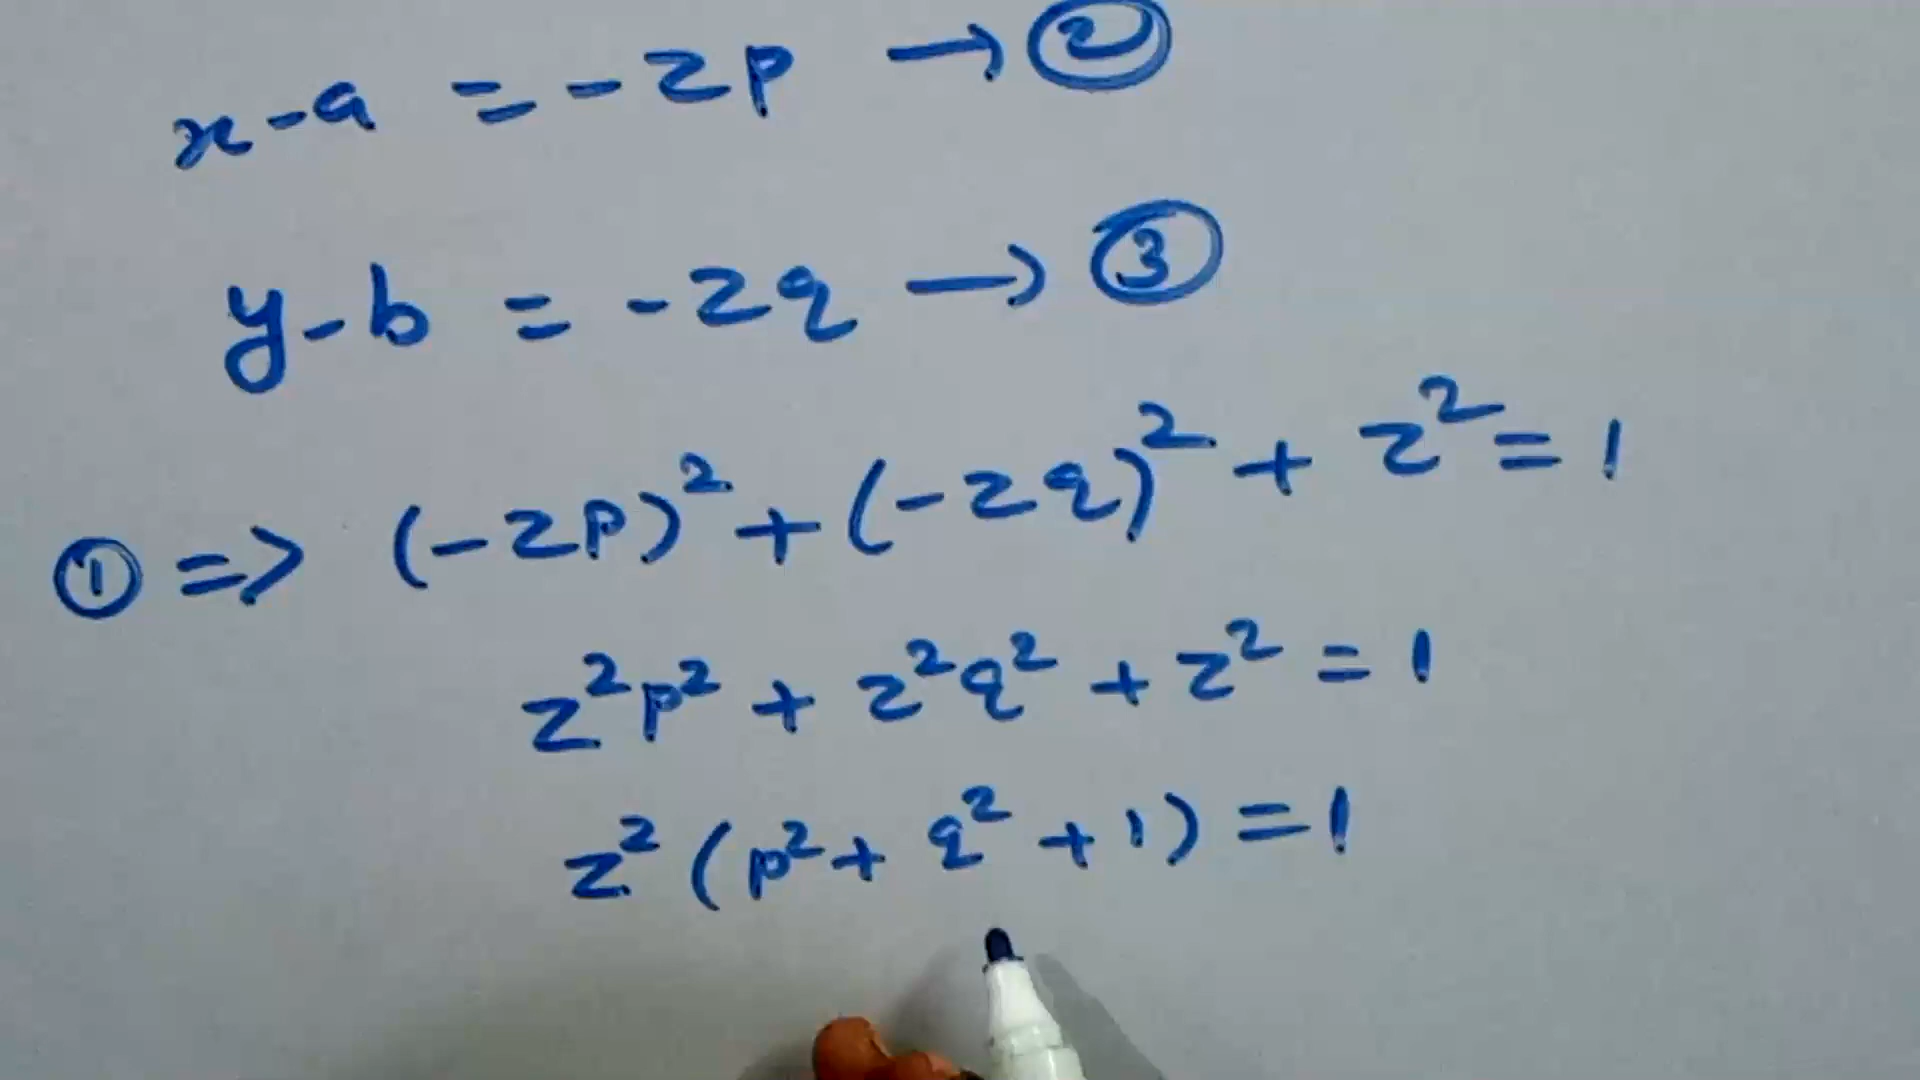 x-a = -zp → ②
y-b = -zq → ③
① => (-zp)² + (-zq)² + z² = 1
z²p² + z²q² + z² = 1
z² (p² + q² + 1) = 1